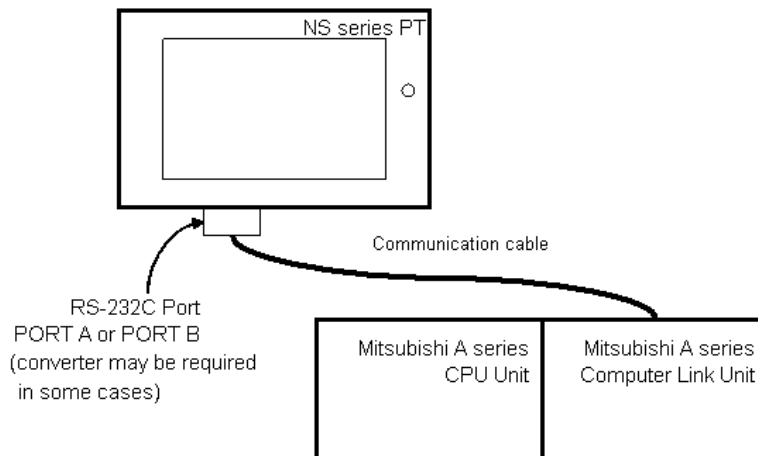 NS series PT
Communication cable
RS-232C Port
PORT A or PORT B
(converter may be required
in some cases)
Mitsubishi A series
CPU Unit
Mitsubishi A series
Computer Link Unit